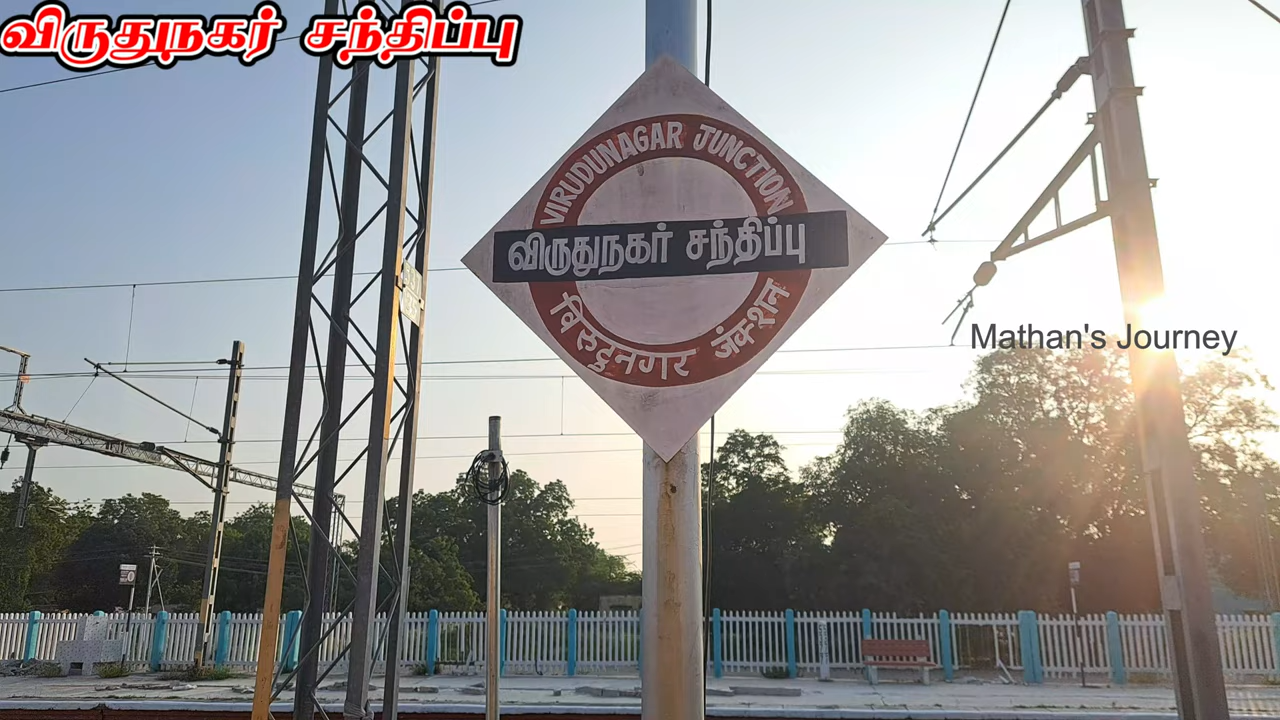 விருதுநகர் சந்திப்பு
VIRUDUNAGAR JUNCTION
விருதுநகர் சந்திப்பு
विरुदुनगर जंक्शन
Mathan's Journey